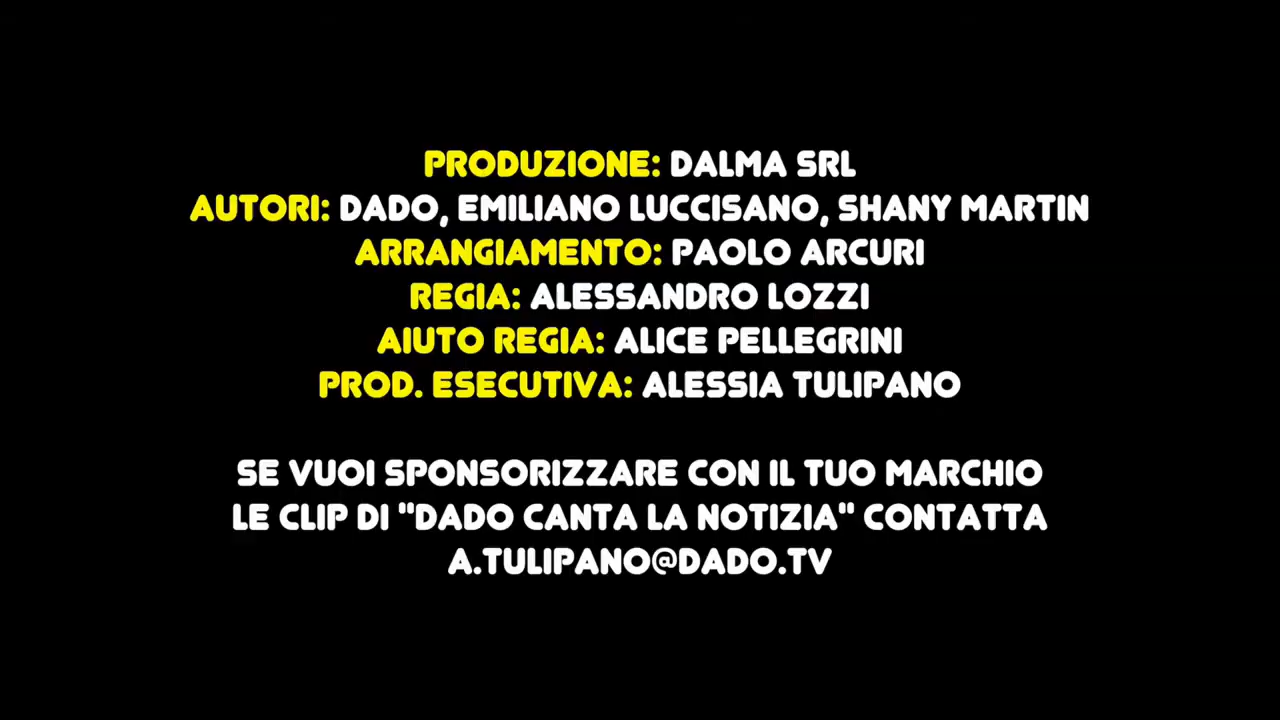 PRODUZIONE: DALMA SRL
AUTORI: DADO, EMILIANO LUCCISANO, SHANY MARTIN
ARRANGIAMENTO: PAOLO ARCURI
REGIA: ALESSANDRO LOZZI
AIUTO REGIA: ALICE PELLEGRINI
PROD. ESECUTIVA: ALESSIA TULIPANO
SE VUOI SPONSORIZZARE CON IL TUO MARCHIO
LE CLIP DI "DADO CANTA LA NOTIZIA" CONTATTA
A.TULIPANO@DADO.TV